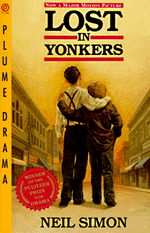 NOW A MAJOR MOTION PICTURE
LOST
IN
YONKERS
PLUME DRAMA
WINNER OF THE
PULITZER PRIZE
FOR DRAMA
NEIL SIMON